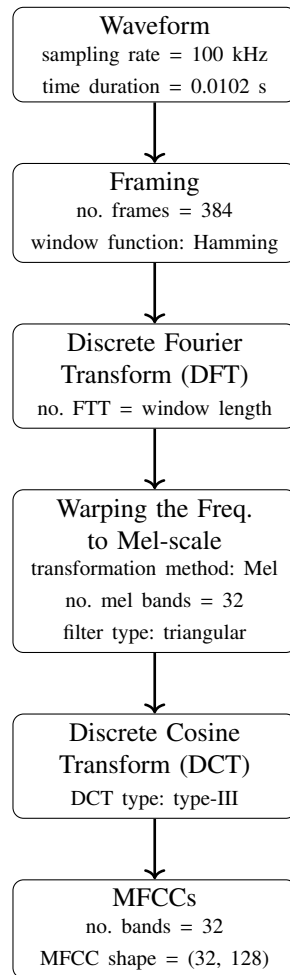 Waveform
sampling rate = 100 kHz
time duration = 0.0102 s
Framing
no. frames = 384
window function: Hamming
Discrete Fourier
Transform (DFT)
no. FTT = window length
Warping the Freq.
to Mel-scale
transformation method: Mel
no. mel bands = 32
filter type: triangular
Discrete Cosine
Transform (DCT)
DCT type: type-III
MFCCs
no. bands = 32
MFCC shape = (32, 128)